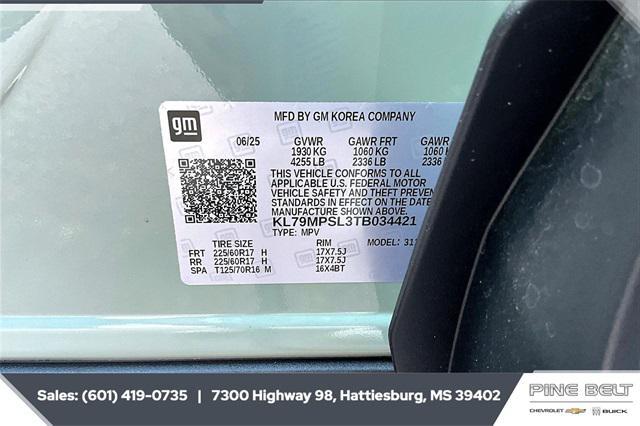 gm
MFD BY GM KOREA COMPANY
06/25 GVWR GAWR FRT GAWR
1930 KG 1060 KG 1060
4255 LB 2336 LB 2336
THIS VEHICLE CONFORMS TO ALL
APPLICABLE U.S. FEDERAL MOTOR
VEHICLE SAFETY AND THEFT
STANDARDS IN EFFECT ON THE DATE
MANUFACTURE SHOWN
KL79MPSL3TB034421
TYPE: MPV MODEL: 31
TIRE SIZE RIM
FRT 225/60R17 H 17X7.5J
RR 225/60R17 H 17X7.5J
SPA T125/70R16 M 16X4BT
Sales: (601) 419-0735 | 7300 Highway 98, Hattiesburg, MS 39402
PINE BELT
CHEVROLET BUICK